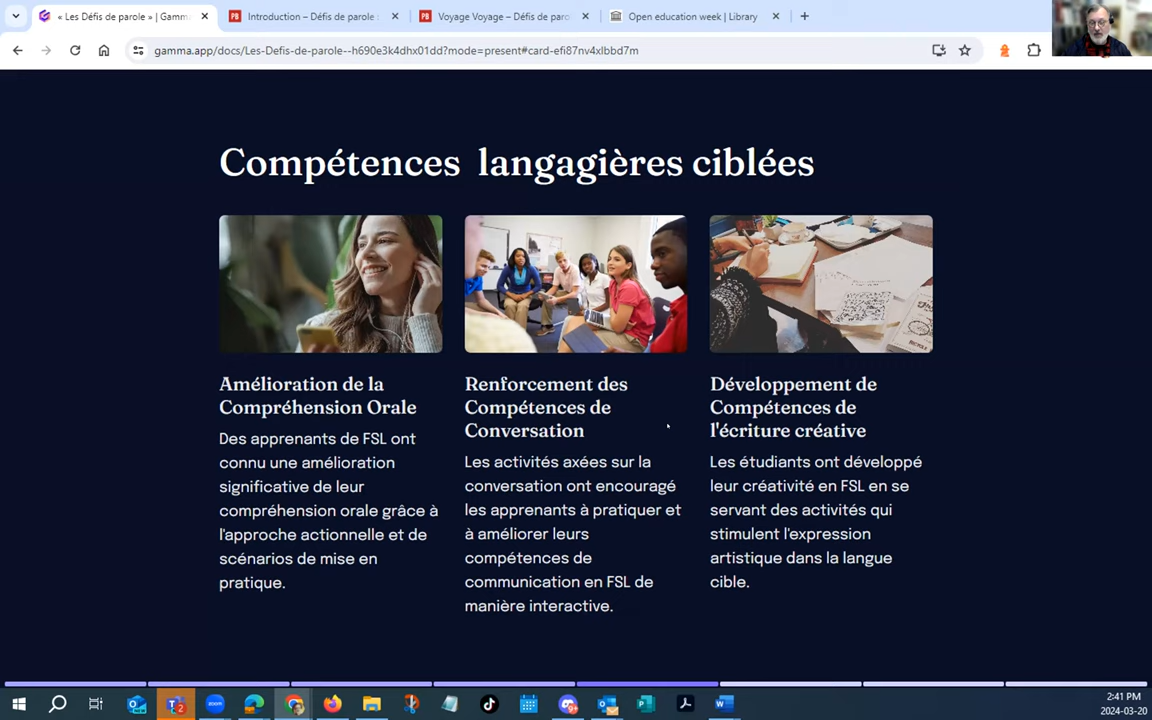 « Les Défis de parole » | Gamm
Introduction – Défis de parole
Voyage Voyage – Défis de paro
Open education week | Library
gamma.app/docs/Les-Defis-de-parole--h690e3k4dhx01dd?mode=present#card-efi87nv4xlbbd7m
Compétences langagières ciblées
Amélioration de la
Compréhension Orale
Des apprenants de FSL ont
connu une amélioration
significative de leur
compréhension orale grâce à
l'approche actionnelle et de
scénarios de mise en
pratique.
Renforcement des
Compétences de
Conversation
Les activités axées sur la
conversation ont encouragé
les apprenants à pratiquer et
à améliorer leurs
compétences de
communication en FSL de
manière interactive.
Développement de
Compétences de
l'écriture créative
Les étudiants ont développé
leur créativité en FSL en se
servant des activités qui
stimulent l'expression
artistique dans la langue
cible.
2:41 PM
2024-03-20